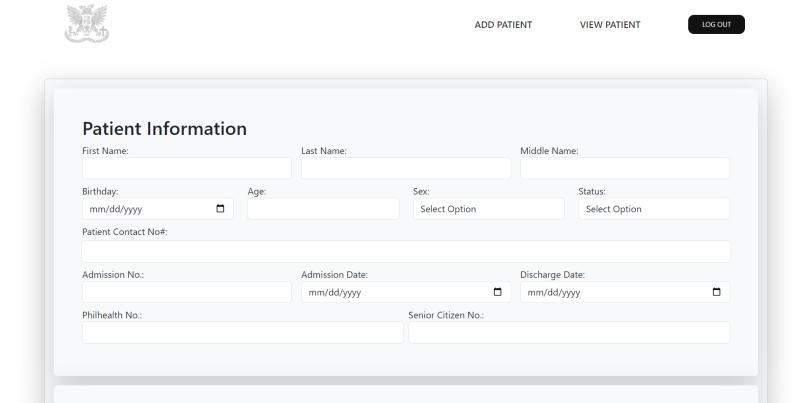 ADD PATIENT VIEW PATIENT LOG OUT
Patient Information
First Name: Last Name: Middle Name:
Birthday: Age: Sex: Status:
mm/dd/yyyy Select Option Select Option
Patient Contact No#:
Admission No.: Admission Date: Discharge Date:
mm/dd/yyyy mm/dd/yyyy
Philhealth No.: Senior Citizen No.: